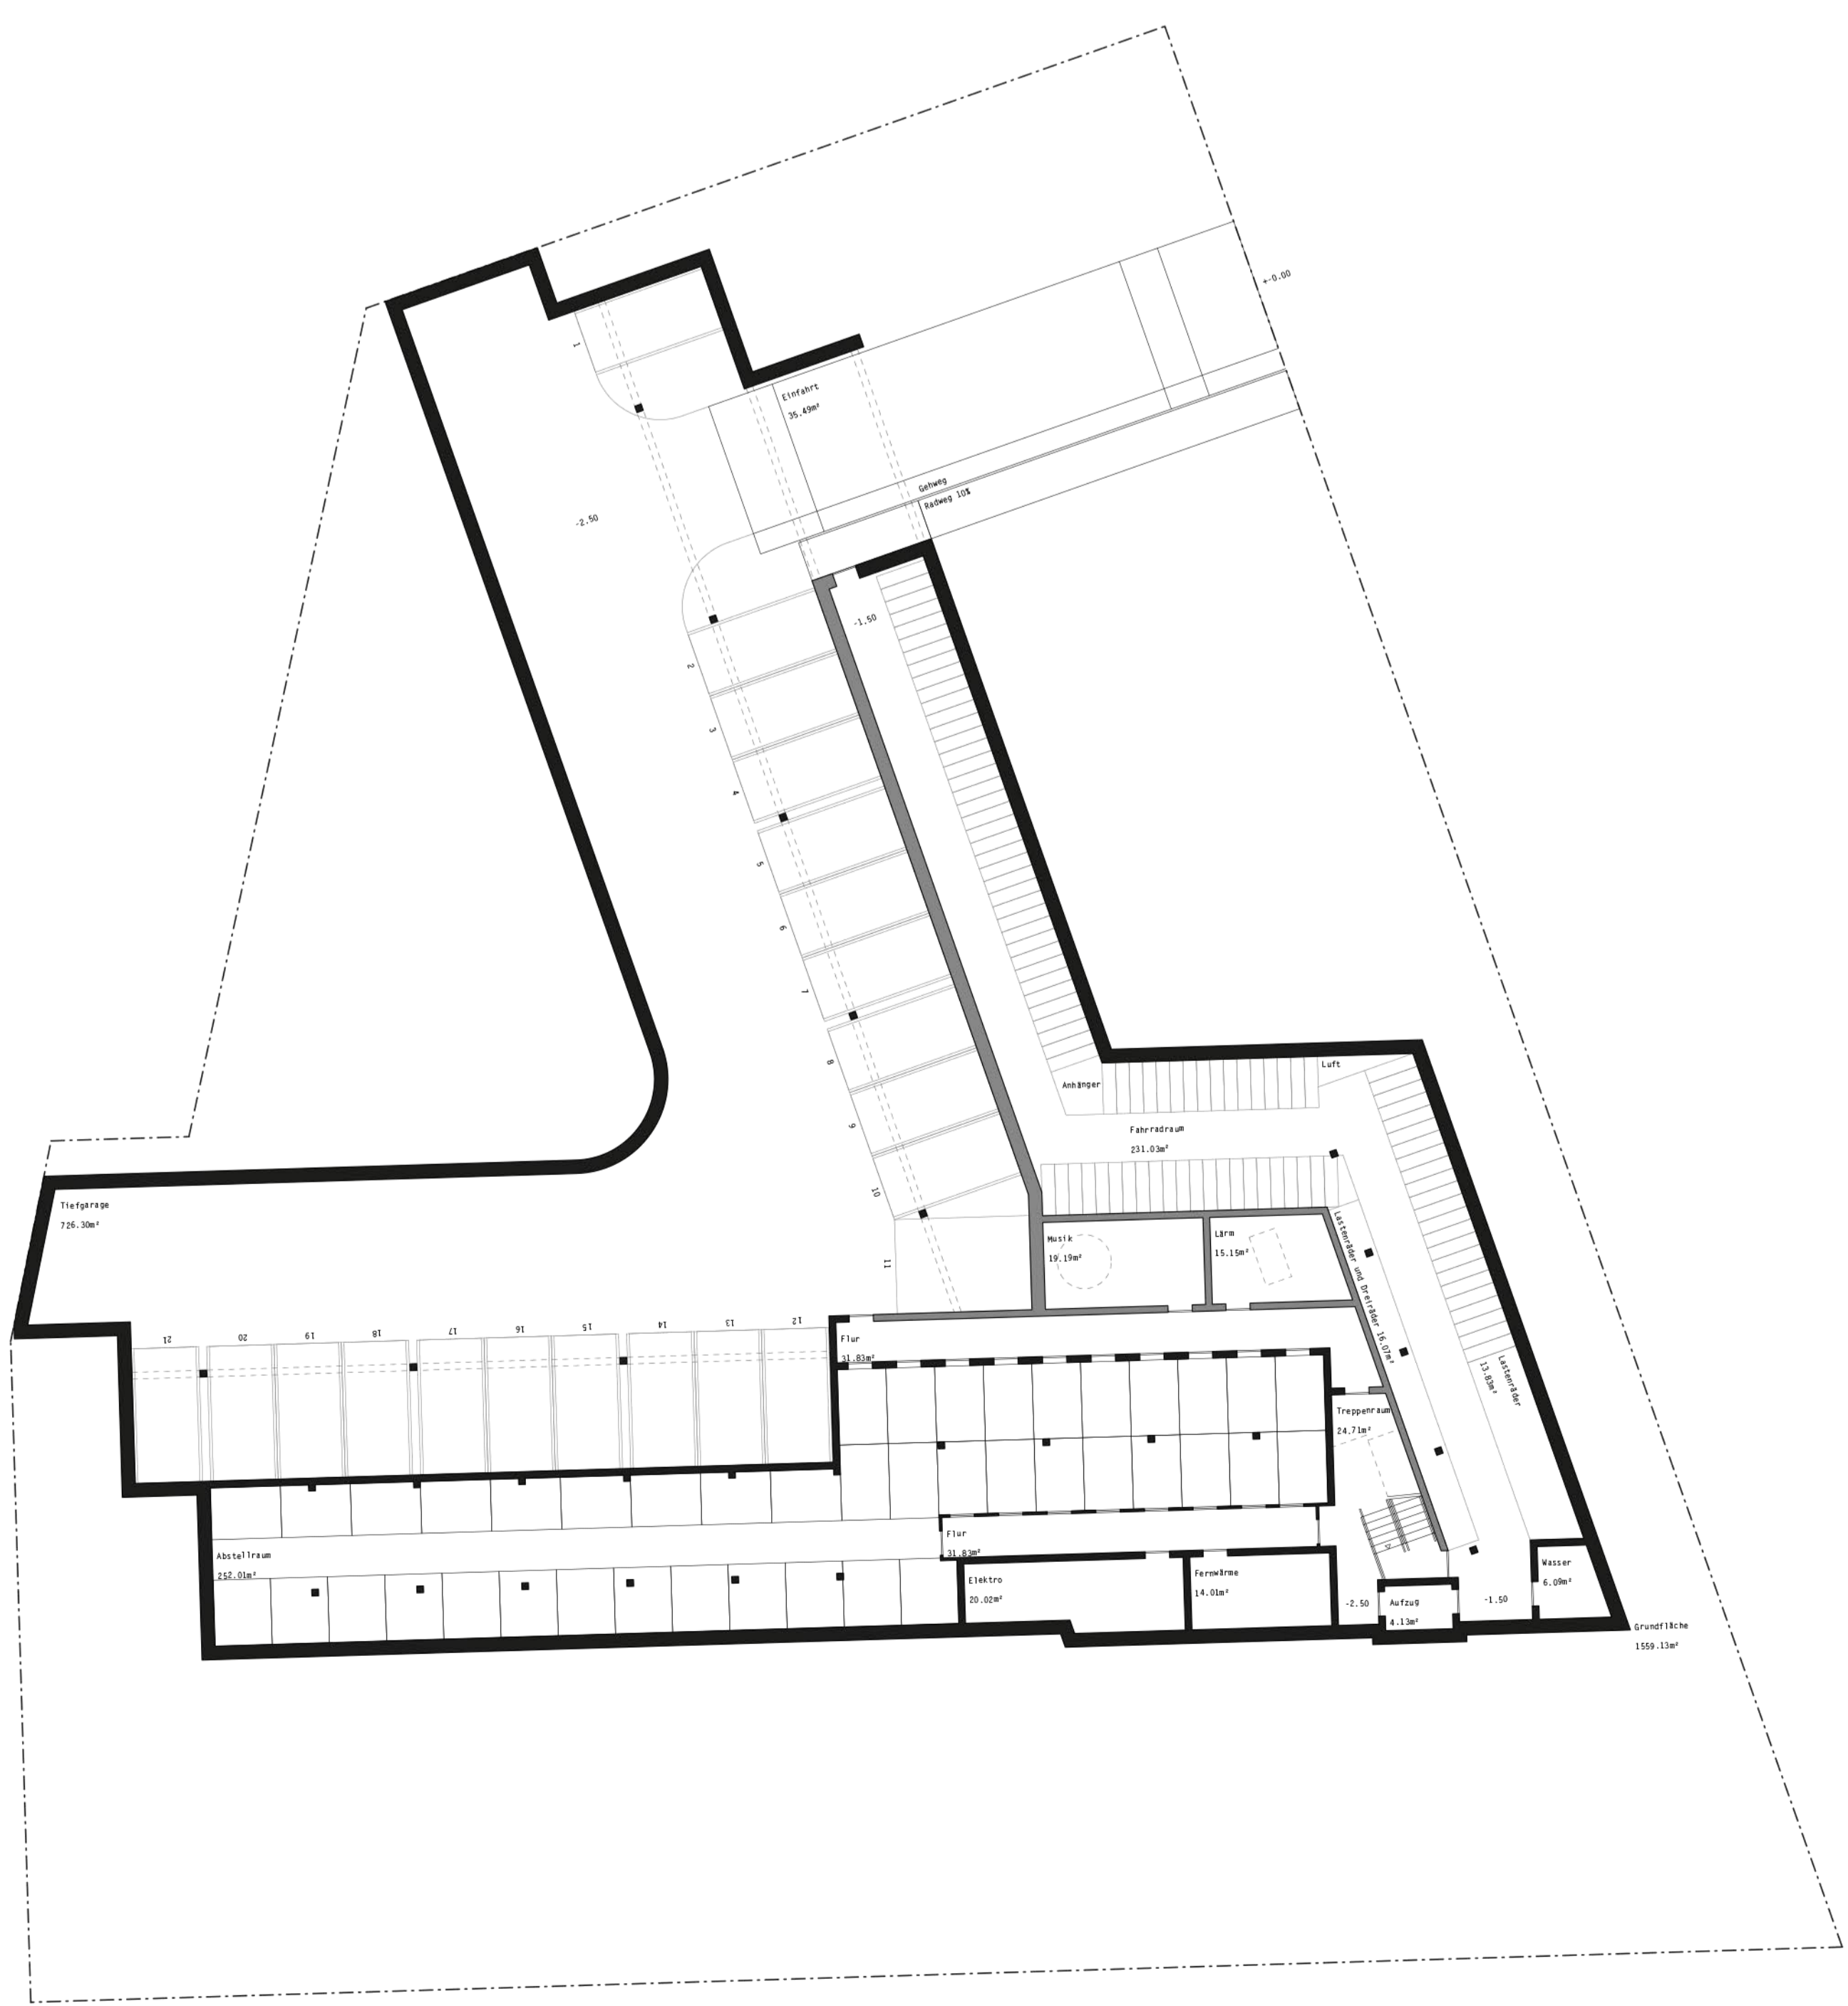 +-0.00
1
Einfahrt
35.49m²
Gehweg
Radweg 10%
-2.50
-1.50
2
3
4
5
6
7
8
9
10
11
Luft
Anhänger
Fahrradraum
231.03m²
Tiefgarage
726.30m²
Musik
19.19m²
Lärm
15.15m²
Lastenräder und Dreiräder 16.07m²
Lastenräder
13.83m²
21
20
19
18
17
16
15
14
13
12
Flur
31.83m²
Treppenraum
24.71m²
Flur
31.83m²
Abstellraum
252.01m²
Elektro
20.02m²
Fernwärme
14.01m²
-2.50
Aufzug
4.13m²
-1.50
Wasser
6.09m²
Grundfläche
1559.13m²